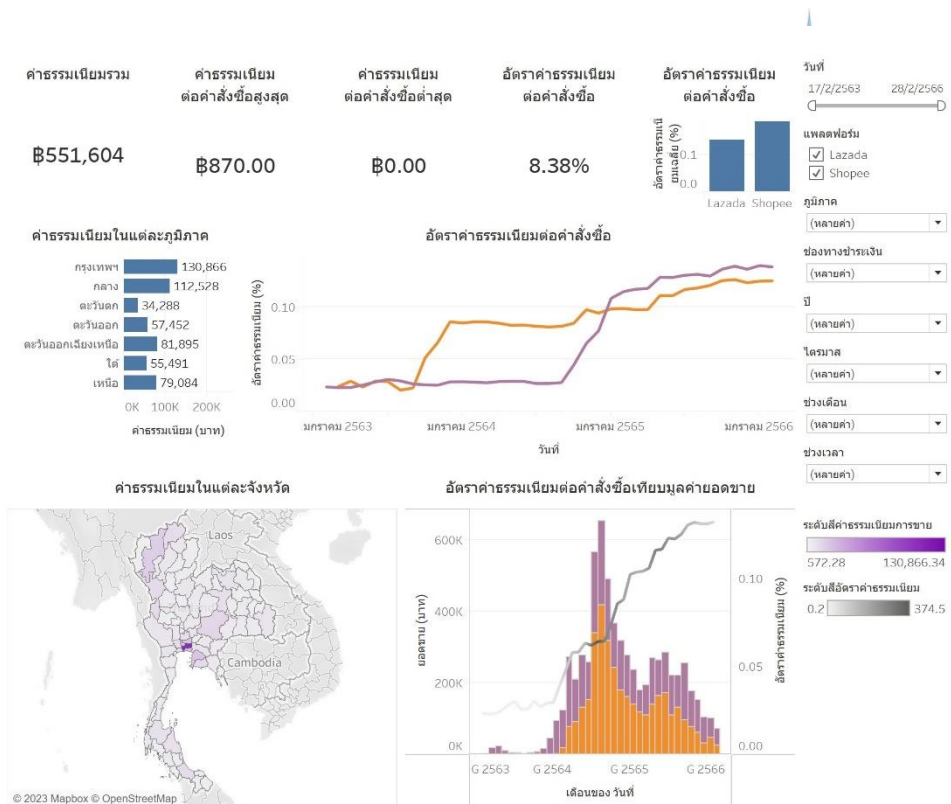 ค่าธรรมเนียมรวม
฿551,604
ค่าธรรมเนียม
ต่อคำสั่งซื้อสูงสุด
฿870.00
ค่าธรรมเนียม
ต่อคำสั่งซื้อต่ำสุด
฿0.00
อัตราค่าธรรมเนียม
ต่อคำสั่งซื้อ
8.38%
อัตราค่าธรรมเนียม
ต่อคำสั่งซื้อ
อัตราค่าธรรมเนี
ยมเฉลี่ย (%)
0.1
0.0
Lazada Shopee
วันที่
17/2/2563 28/2/2566
แพลตฟอร์ม
Lazada
Shopee
ภูมิภาค
(หลายค่า)
ช่องทางชำระเงิน
(หลายค่า)
ปี
(หลายค่า)
ไตรมาส
(หลายค่า)
ช่วงเดือน
(หลายค่า)
ช่วงเวลา
(หลายค่า)
ระดับสีค่าธรรมเนียมการขาย
572.28 130,866.34
ระดับสีอัตราค่าธรรมเนียม
0.2 374.5
ค่าธรรมเนียมในแต่ละภูมิภาค
กรุงเทพฯ 130,866
กลาง 112,528
ตะวันตก 34,288
ตะวันออก 57,452
ตะวันออกเฉียงเหนือ 81,895
ใต้ 55,491
เหนือ 79,084
0K 100K 200K
ค่าธรรมเนียม (บาท)
อัตราค่าธรรมเนียมต่อคำสั่งซื้อ
อัตราค่าธรรมเนียม (%)
0.10
0.05
0.00
มกราคม 2563 มกราคม 2564 มกราคม 2565 มกราคม 2566
วันที่
ค่าธรรมเนียมในแต่ละจังหวัด
Laos
Cambodia
© 2023 Mapbox © OpenStreetMap
อัตราค่าธรรมเนียมต่อคำสั่งซื้อเทียบมูลค่ายอดขาย
ยอดขาย (บาท)
600K
400K
200K
0K
อัตราค่าธรรมเนียม (%)
0.10
0.05
0.00
G 2563 G 2564 G 2565 G 2566
เดือนของ วันที่